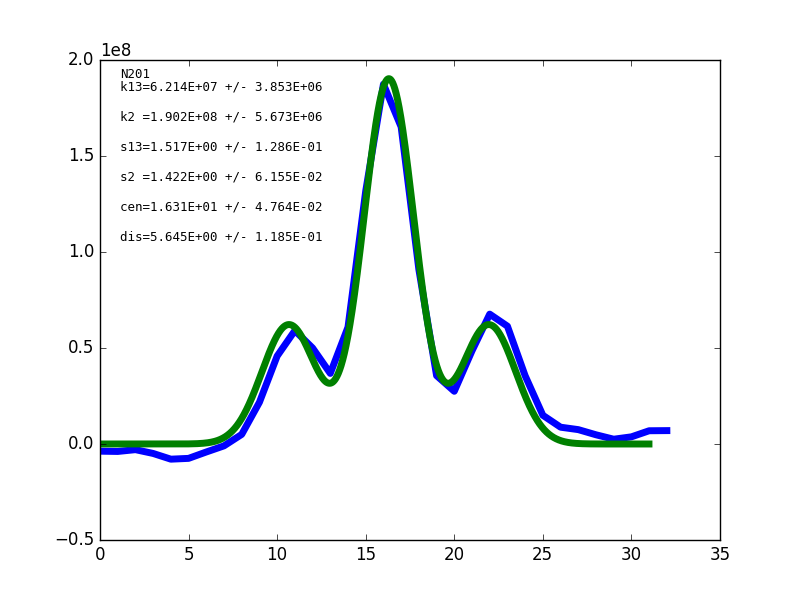 1e8
2.0
1.5
1.0
0.5
0.0
−0.5
N201
k13=6.214E+07 +/- 3.853E+06
k2 =1.902E+08 +/- 5.673E+06
s13=1.517E+00 +/- 1.286E-01
s2 =1.422E+00 +/- 6.155E-02
cen=1.631E+01 +/- 4.764E-02
dis=5.645E+00 +/- 1.185E-01
0 5 10 15 20 25 30 35